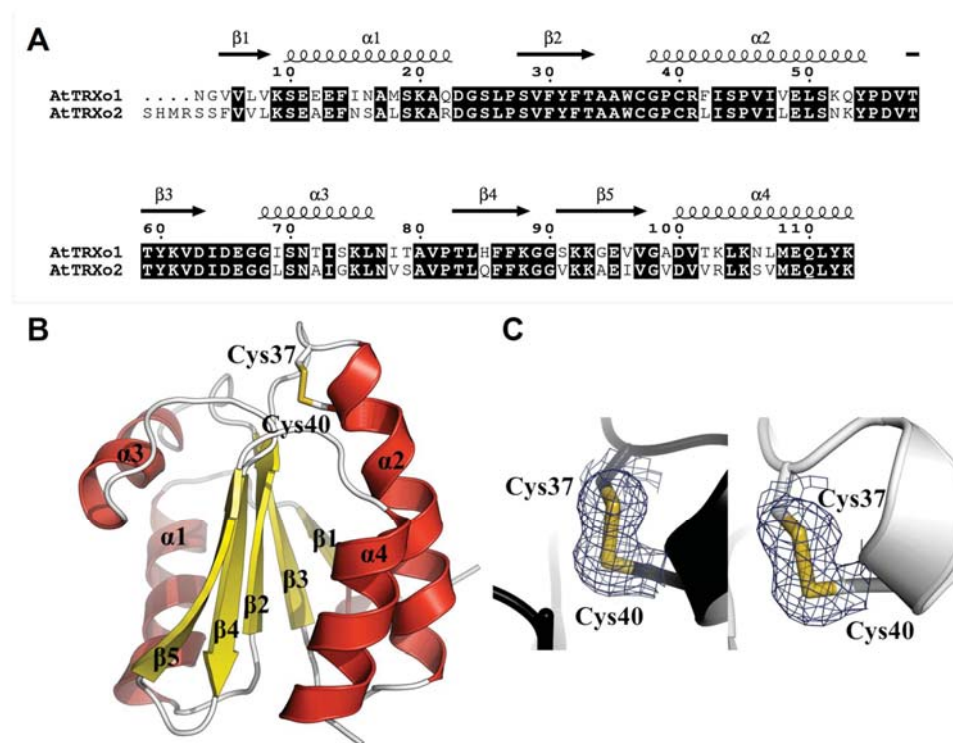 A
β1 α1 β2 α2
10 20 30 40 50
AtTRXo1 ....NGVVLVKSEEEFINAMSKAQDGSLPSVFYFTAAWCGPCRFISPVIVELSKQYPDVT
AtTRXo2 SHMRSSFVVLKSEAEFNSALSKARDGSLPSVFYFTAAWCGPCRLISPVILELSNKYPDVT
β3 α3 β4 β5 α4
60 70 80 90 100 110
AtTRXo1 TYKVDIDEGGISNTISKLNITAVPTLHFFKGGSKKGEVVGADVTKLKNLMEQLYK
AtTRXo2 TYKVDIDEGGLSNAIGKLNVSAVPTLQFFKGGVKKAEIVGVDVVRLKSVMEQLYK
B
Cys37
Cys40
α3
α2
α1
β1
α4
β3
β2
β4
β5
C
Cys37
Cys40
Cys37
Cys40